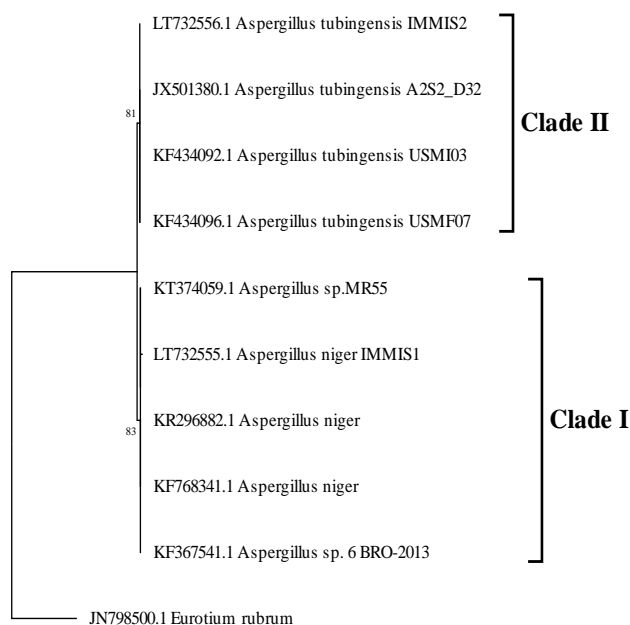 LT732556.1 Aspergillus tubingensis IMMIS2
JX501380.1 Aspergillus tubingensis A2S2_D32
81
Clade II
KF434092.1 Aspergillus tubingensis USMI03
KF434096.1 Aspergillus tubingensis USMF07
KT374059.1 Aspergillus sp.MR55
LT732555.1 Aspergillus niger IMMIS1
KR296882.1 Aspergillus niger
Clade I
83
KF768341.1 Aspergillus niger
KF367541.1 Aspergillus sp. 6 BRO-2013
JN798500.1 Eurotium rubrum